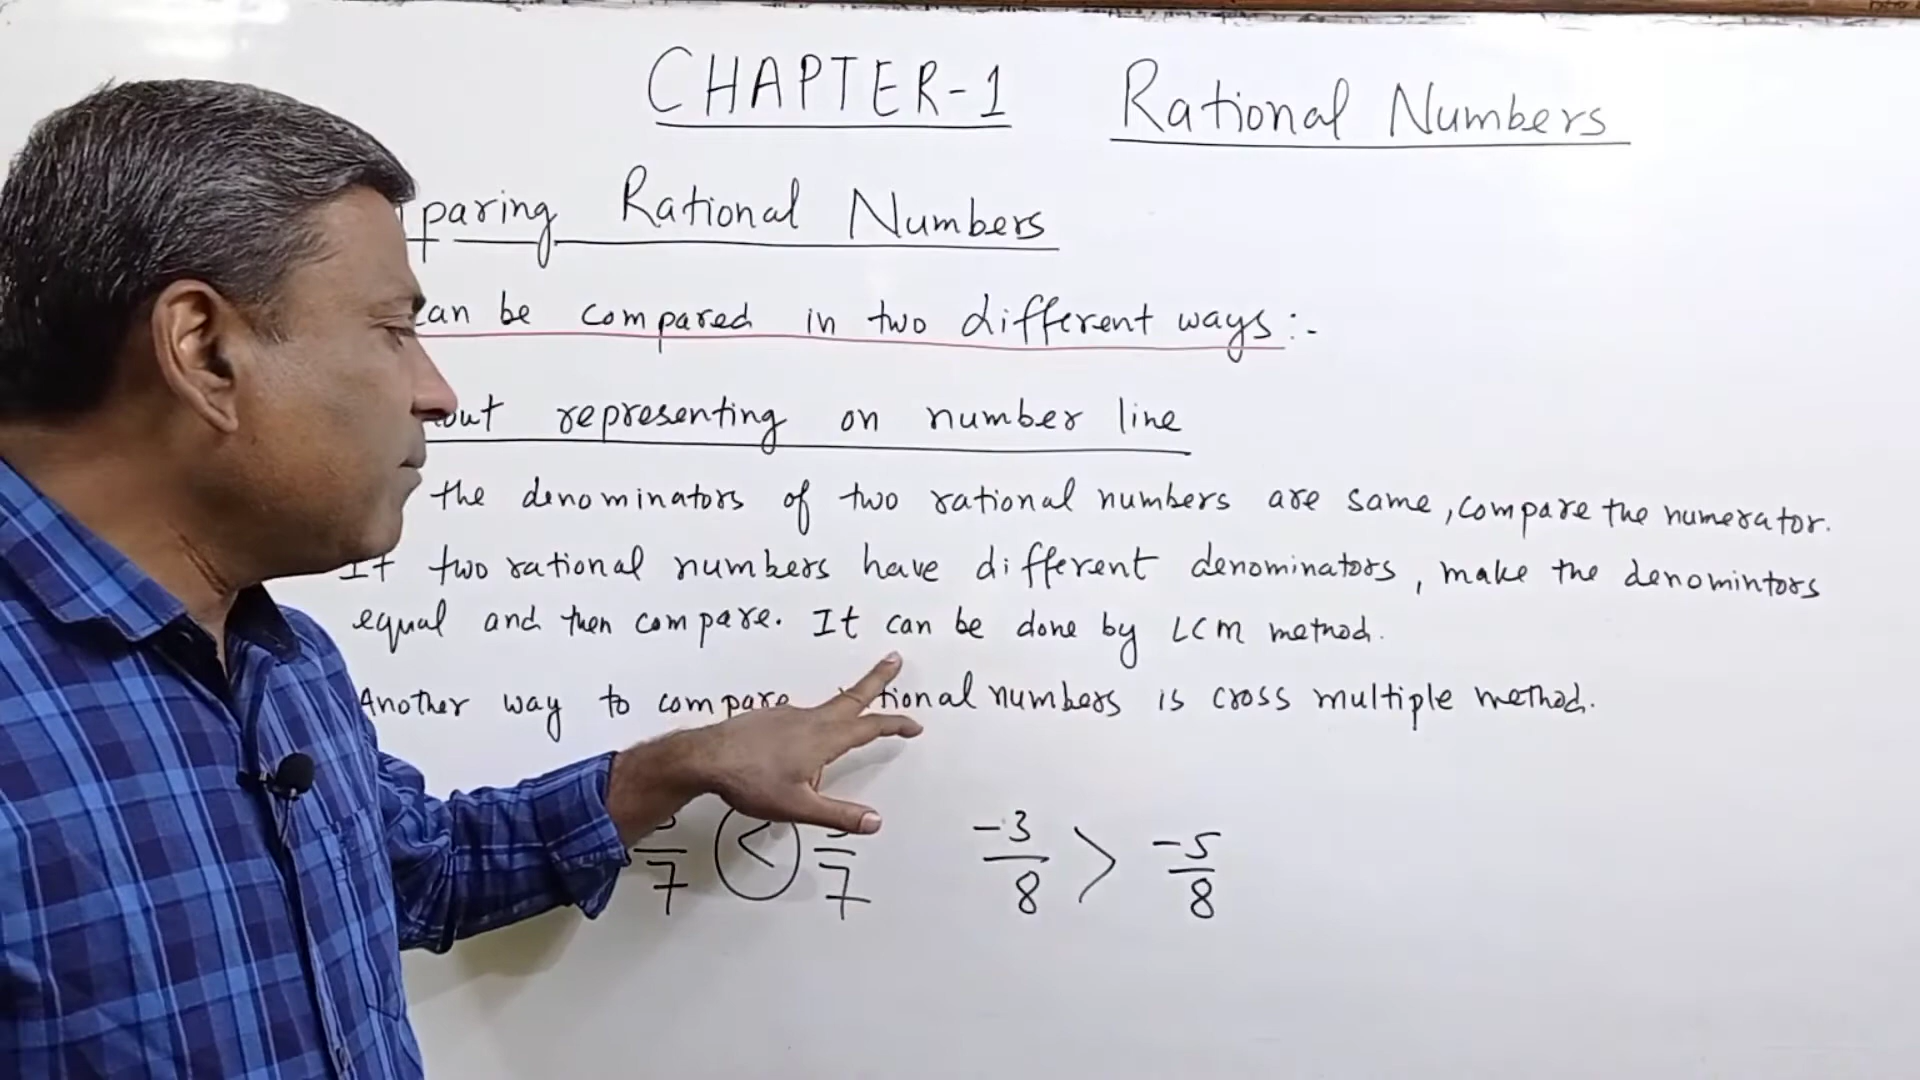 CHAPTER-1 Rational Numbers
paring Rational Numbers
can be compared in two different ways:-
out representing on number line
the denominators of two rational numbers are same, compare the numerator.
If two rational numbers have different denominators, make the denomintors
equal and then compare. It can be done by LCM method.
Another way to compare tional numbers is cross multiple method.
7 < 7 -3/8 > -5/8